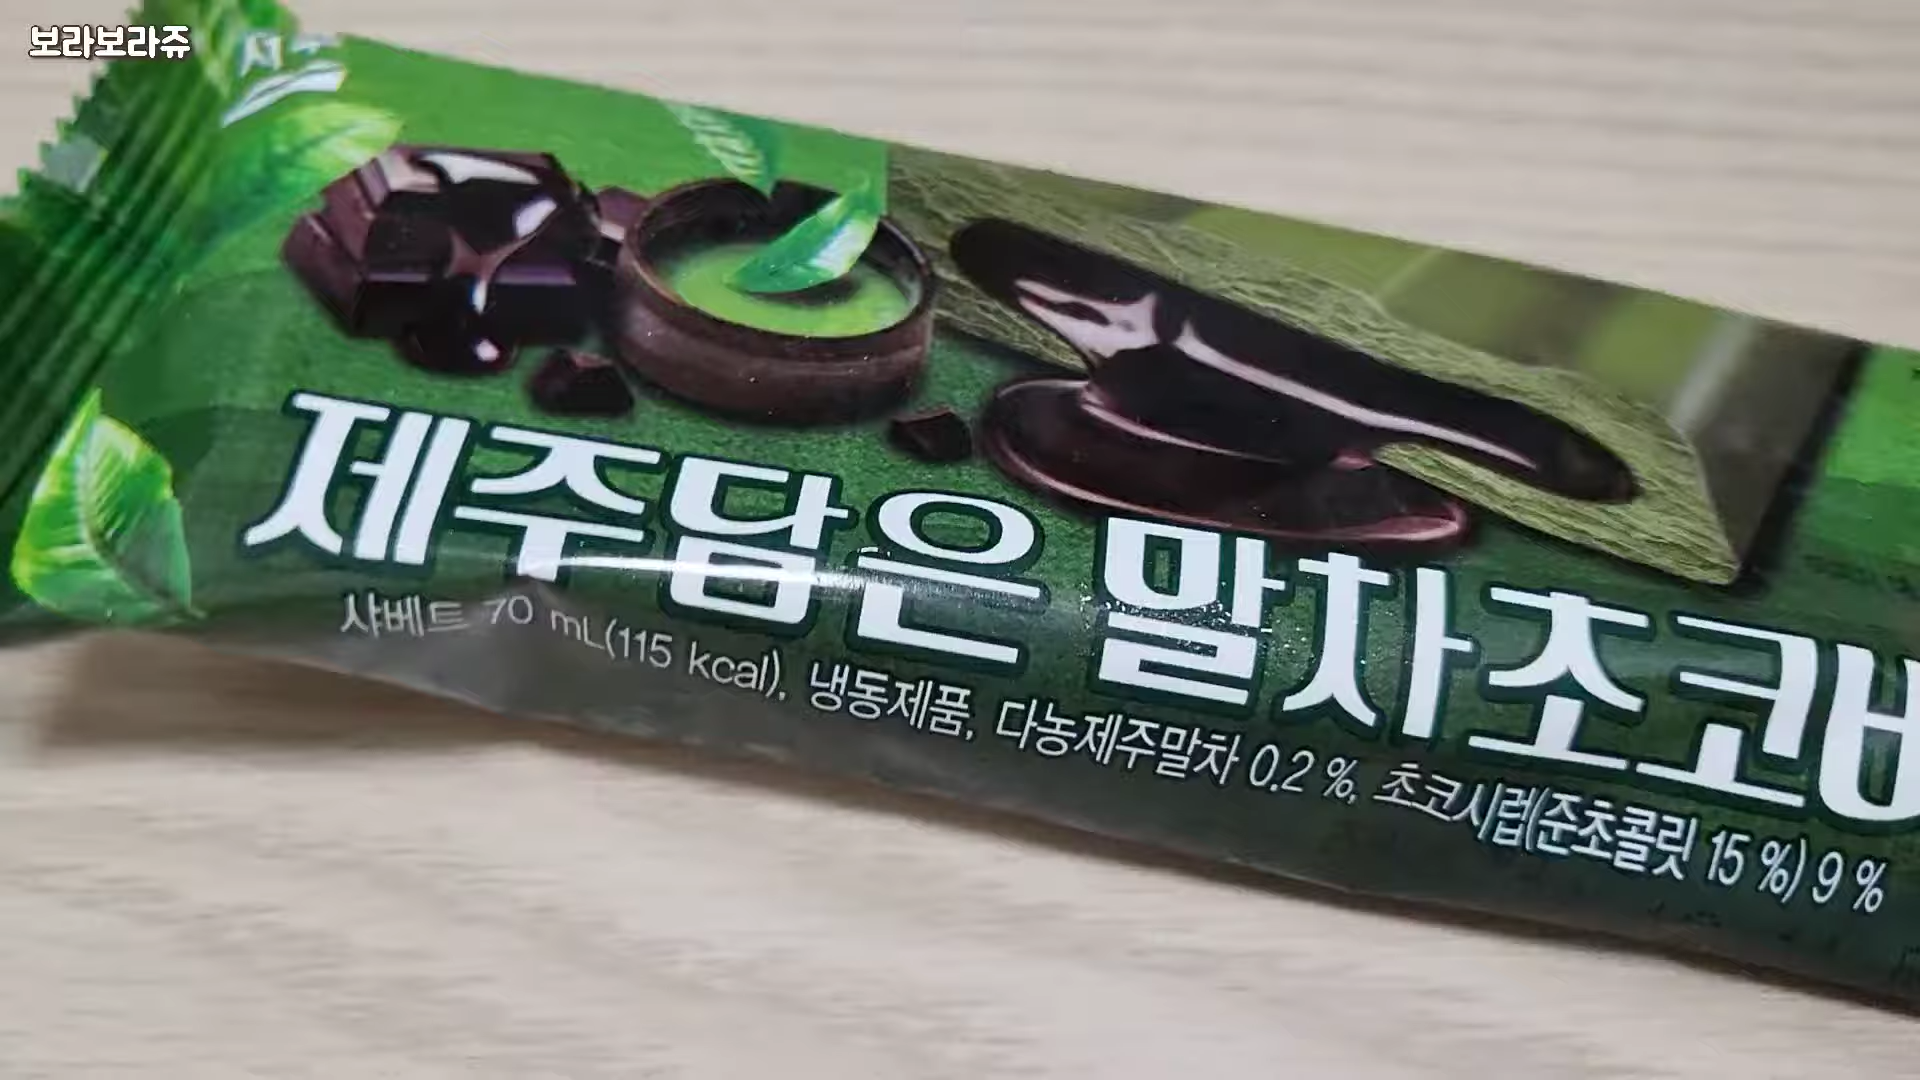 보라보라쥬
제주담은 말차초코바
샤베트 70 mL(115 kcal), 냉동제품, 다농제주말차 0.2 %, 초코시럽(준초콜릿 15 %) 9 %